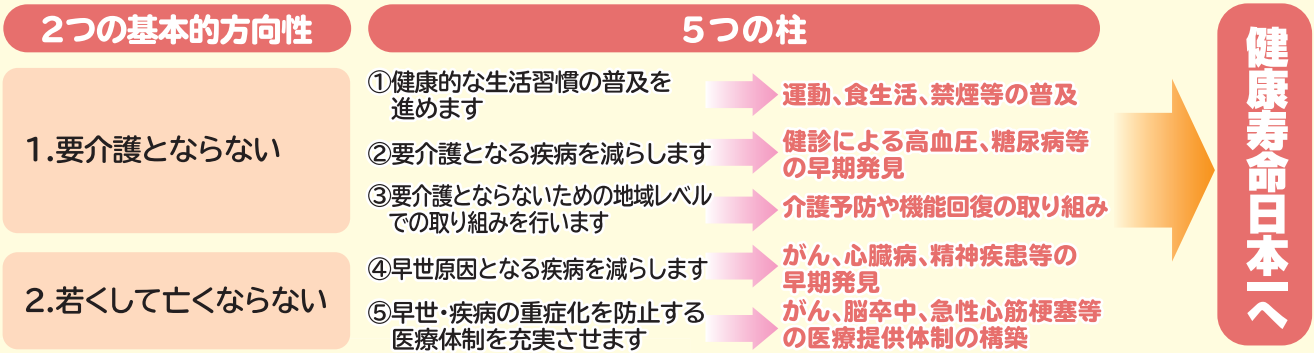 2つの基本的方向性
5つの柱
1.要介護とならない
①健康的な生活習慣の普及を
進めます
運動、食生活、禁煙等の普及
②要介護となる疾病を減らします
健診による高血圧、糖尿病等
の早期発見
③要介護とならないための地域レベル
での取り組みを行います
介護予防や機能回復の取り組み
2.若くして亡くならない
④早世原因となる疾病を減らします
がん、心臓病、精神疾患等の
早期発見
⑤早世・疾病の重症化を防止する
医療体制を充実させます
がん、脳卒中、急性心筋梗塞等
の医療提供体制の構築
健康寿命日本一へ